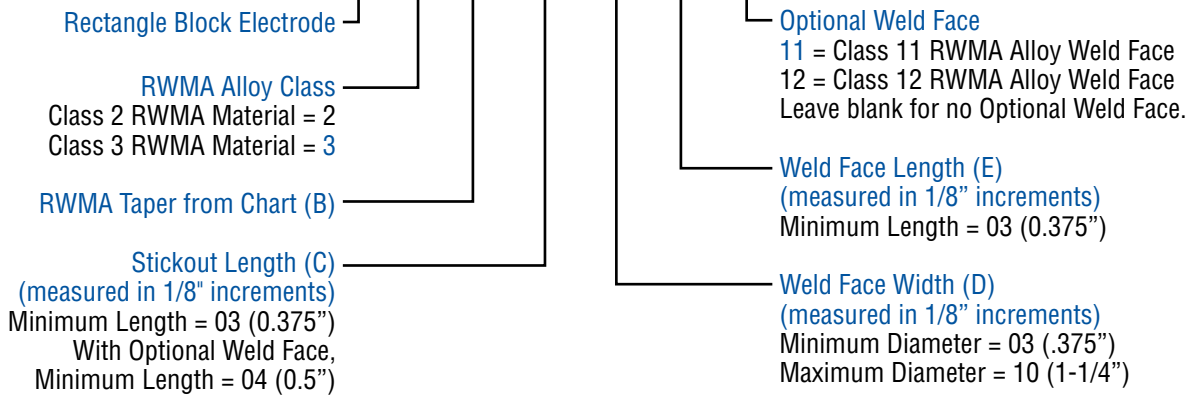 Rectangle Block Electrode
RWMA Alloy Class
Class 2 RWMA Material = 2
Class 3 RWMA Material = 3
RWMA Taper from Chart (B)
Stickout Length (C)
(measured in 1/8" increments)
Minimum Length = 03 (0.375”)
With Optional Weld Face,
Minimum Length = 04 (0.5”)
Optional Weld Face
11 = Class 11 RWMA Alloy Weld Face
12 = Class 12 RWMA Alloy Weld Face
Leave blank for no Optional Weld Face.
Weld Face Length (E)
(measured in 1/8” increments)
Minimum Length = 03 (0.375”)
Weld Face Width (D)
(measured in 1/8” increments)
Minimum Diameter = 03 (.375”)
Maximum Diameter = 10 (1-1/4”)